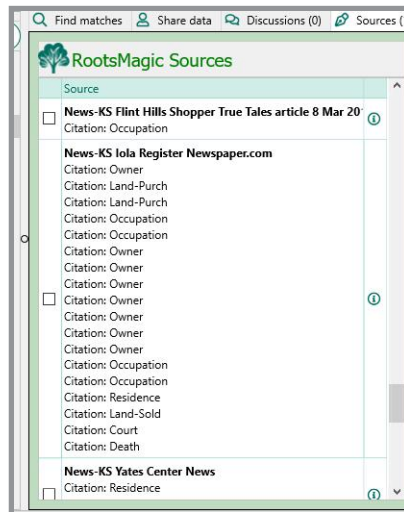 Find matches Share data Discussions (0) Sources (
RootsMagic Sources
Source
News-KS Flint Hills Shopper True Tales article 8 Mar 20
Citation: Occupation
News-KS Iola Register Newspaper.com
Citation: Owner
Citation: Land-Purch
Citation: Land-Purch
Citation: Occupation
Citation: Occupation
Citation: Owner
Citation: Owner
Citation: Owner
Citation: Owner
Citation: Owner
Citation: Owner
Citation: Owner
Citation: Occupation
Citation: Occupation
Citation: Residence
Citation: Land-Sold
Citation: Court
Citation: Death
News-KS Yates Center News
Citation: Residence